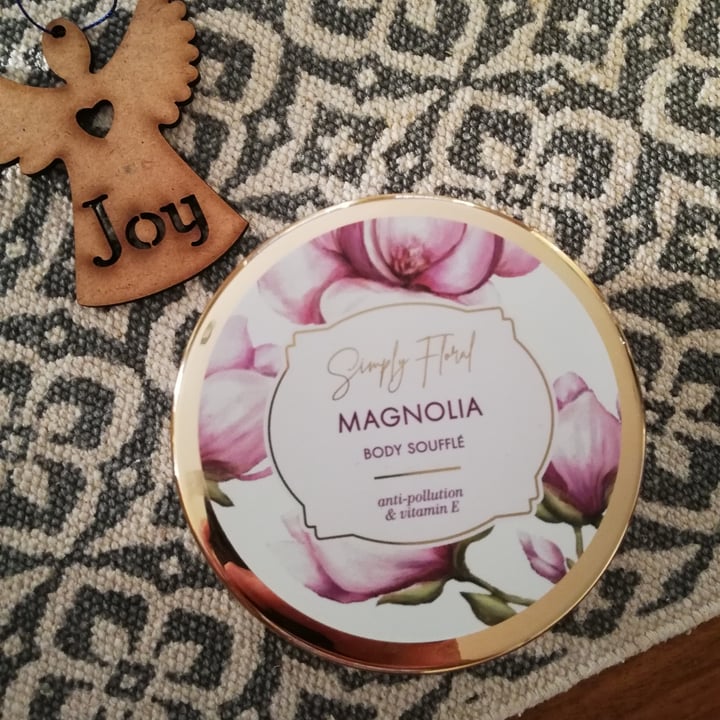 Joy
Simply Floral
MAGNOLIA
BODY SOUFFLÉ
anti-pollution
& vitamin E